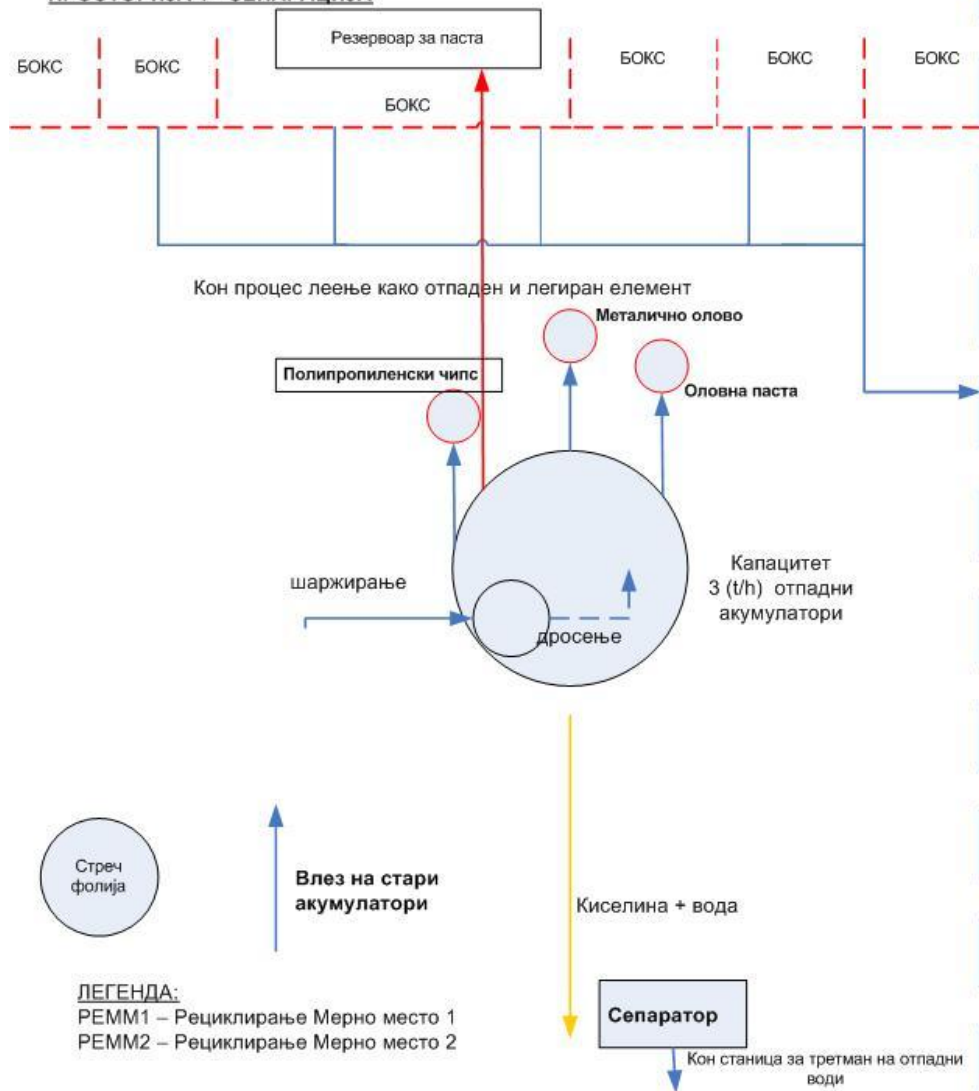 Резервоар за паста
БОКС
БОКС
БОКС
БОКС
БОКС
БОКС
Кон процес леење како отпаден и легиран елемент
Металично олово
Полипропиленски чипс
Оловна паста
шаржирање
Капацитет
3 (t/h) отпадни
акумулатори
дросење
Стреч
фолија
Влез на стари
акумулатори
Киселина + вода
ЛЕГЕНДА:
РЕММ1 – Рециклирање Мерно место 1
РЕММ2 – Рециклирање Мерно место 2
Сепаратор
Кон станица за третман на отпадни
води